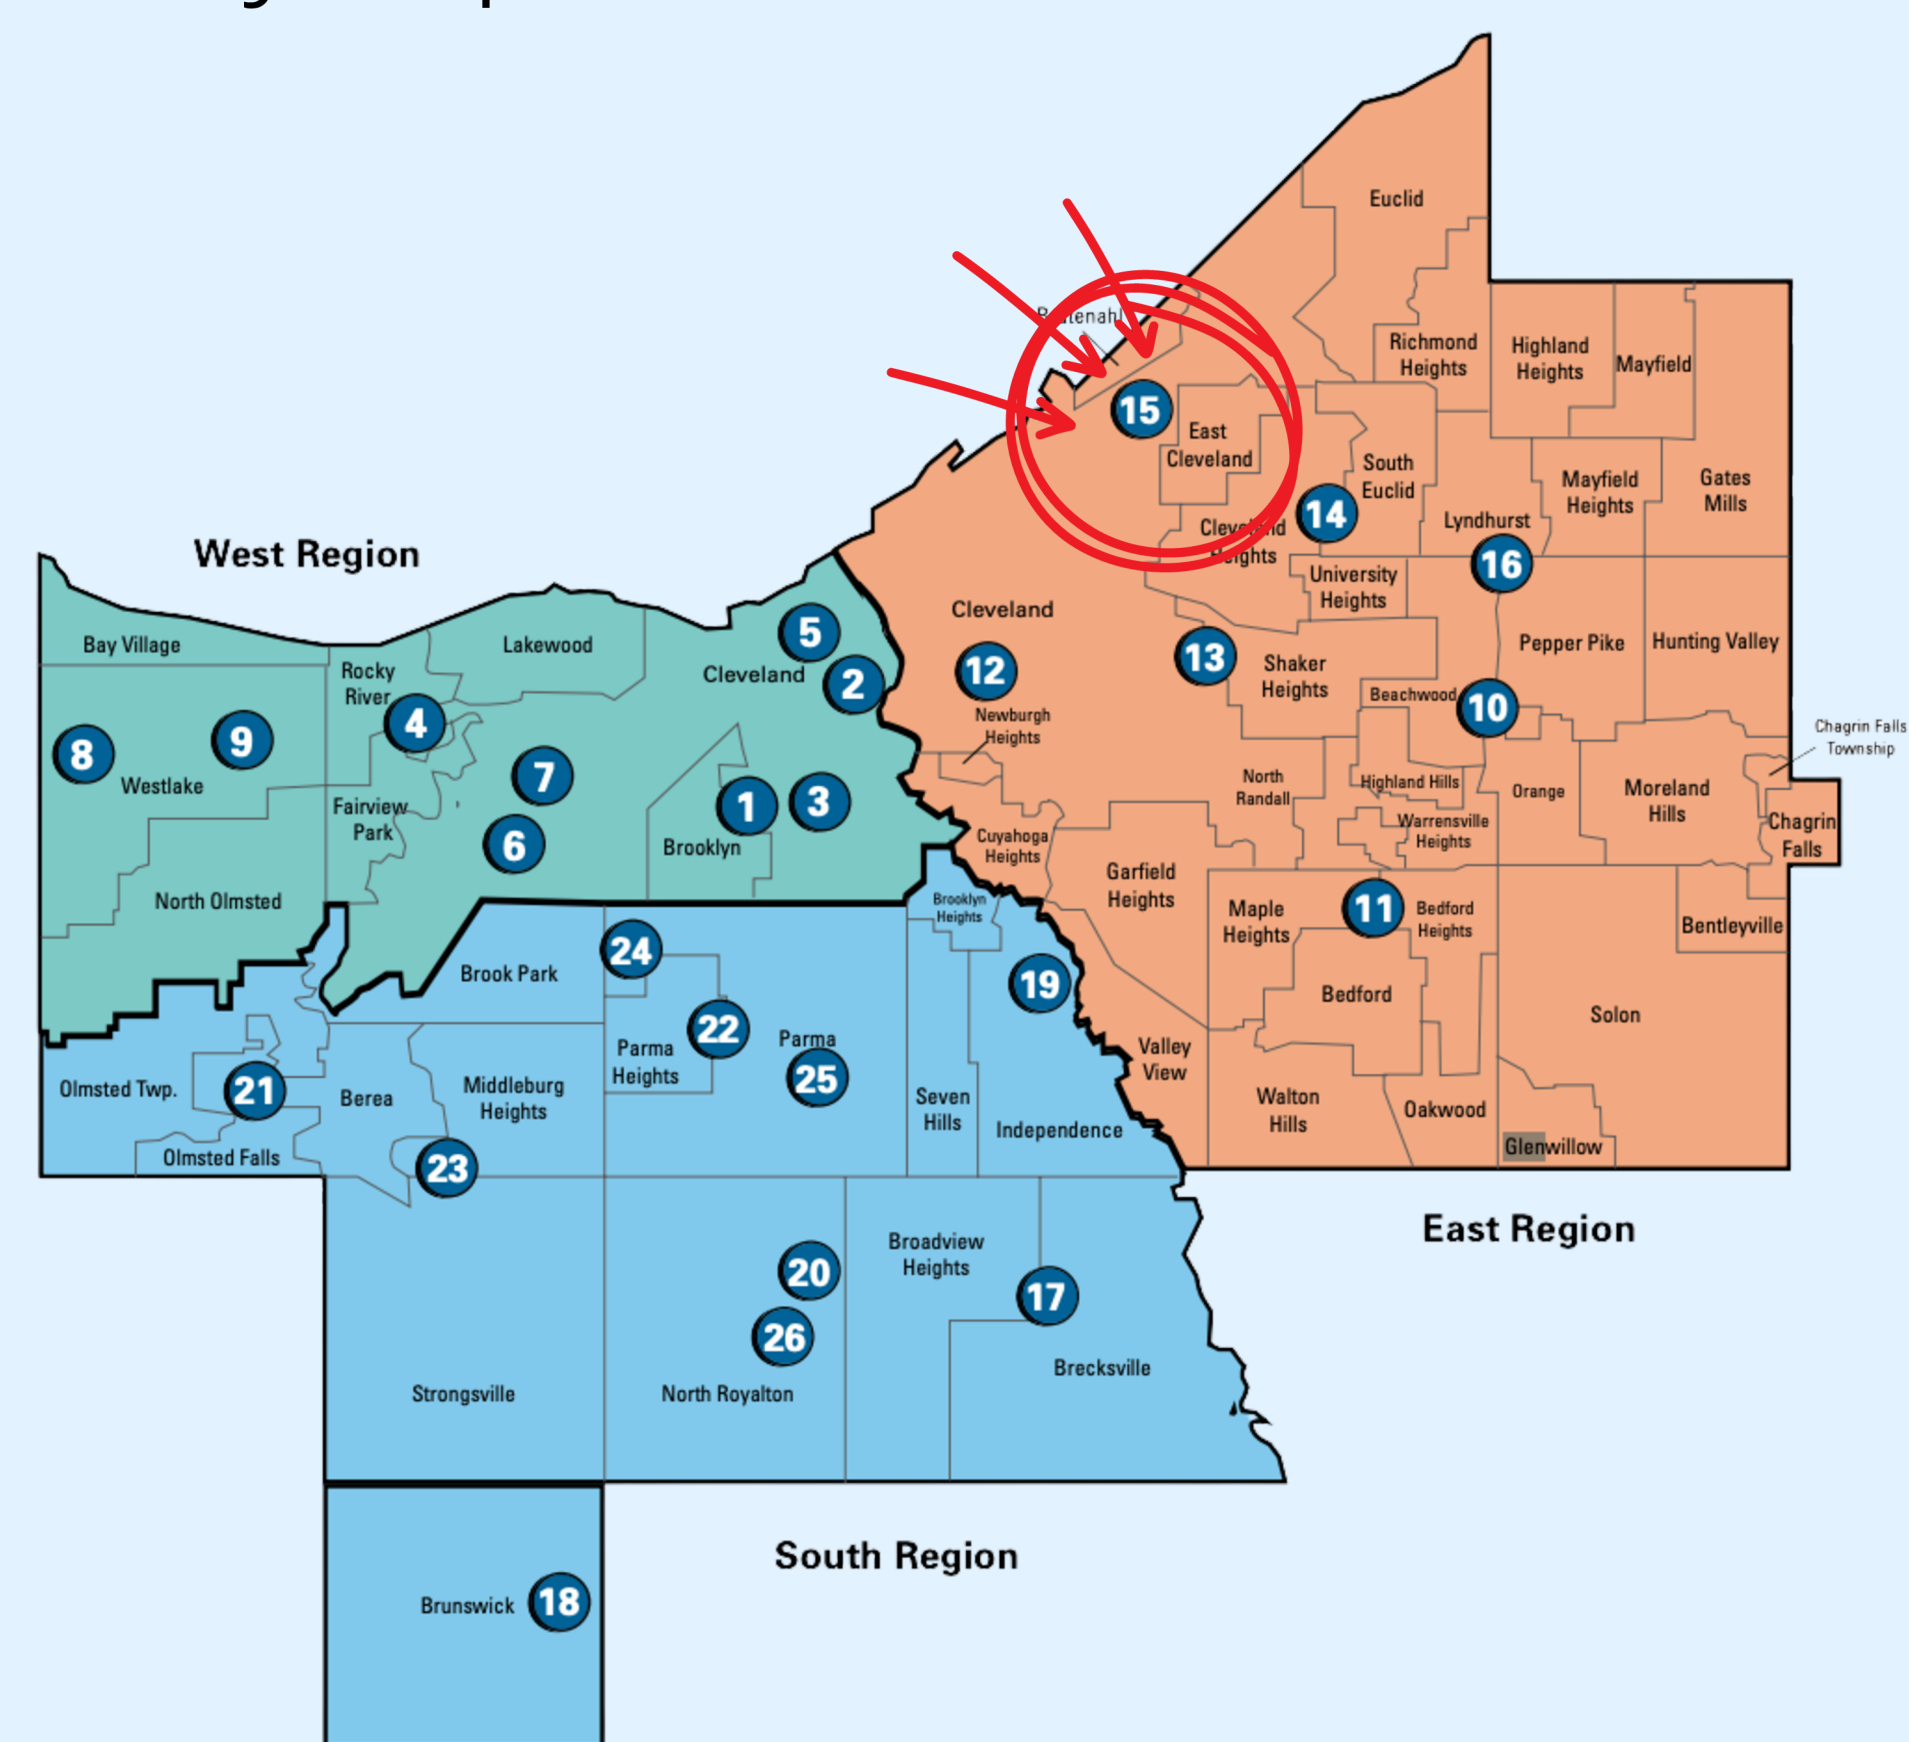 Euclid
Bratenahl
Richmond
Heights
Highland
Heights
Mayfield
15
East
Cleveland
South
Euclid
Mayfield
Heights
Gates
Mills
14
Lyndhurst
Cleveland
Heights
16
University
Heights
West Region
Cleveland
5
Bay Village
Lakewood
Rocky
River
Cleveland
2
12
13
Shaker
Heights
Pepper Pike
Hunting Valley
Beachwood
10
4
Newburgh
Heights
Chagrin Falls
Township
8
9
Westlake
7
1
3
North
Randall
Highland Hills
Orange
Moreland
Hills
Fairview
Park
6
Brooklyn
Cuyahoga
Heights
Warrensville
Heights
Chagrin
Falls
North Olmsted
Garfield
Heights
Brooklyn
Heights
Maple
Heights
11
Bedford
Heights
Bentleyville
24
Brook Park
19
Bedford
Solon
22
Parma
Parma
Heights
25
Valley
View
Olmsted Twp.
21
Berea
Middleburg
Heights
Seven
Hills
Independence
Walton
Hills
Oakwood
Glenwillow
Olmsted Falls
23
East Region
Broadview
Heights
20
17
26
Brecksville
Strongsville
North Royalton
South Region
Brunswick
18